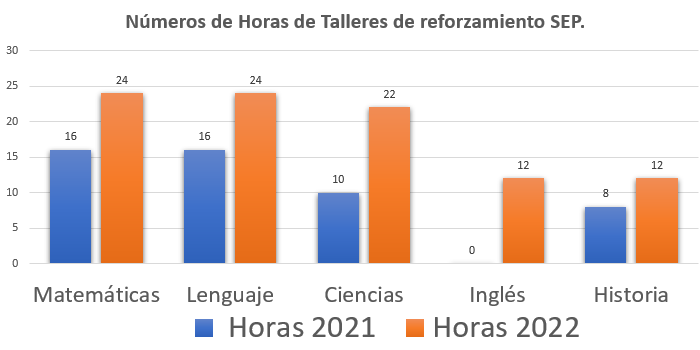 Números de Horas de Talleres de reforzamiento SEP.
30
25
20
15
10
5
0
16
24
16
24
10
22
0
12
8
12
Matemáticas
Lenguaje
Ciencias
Inglés
Historia
Horas 2021
Horas 2022